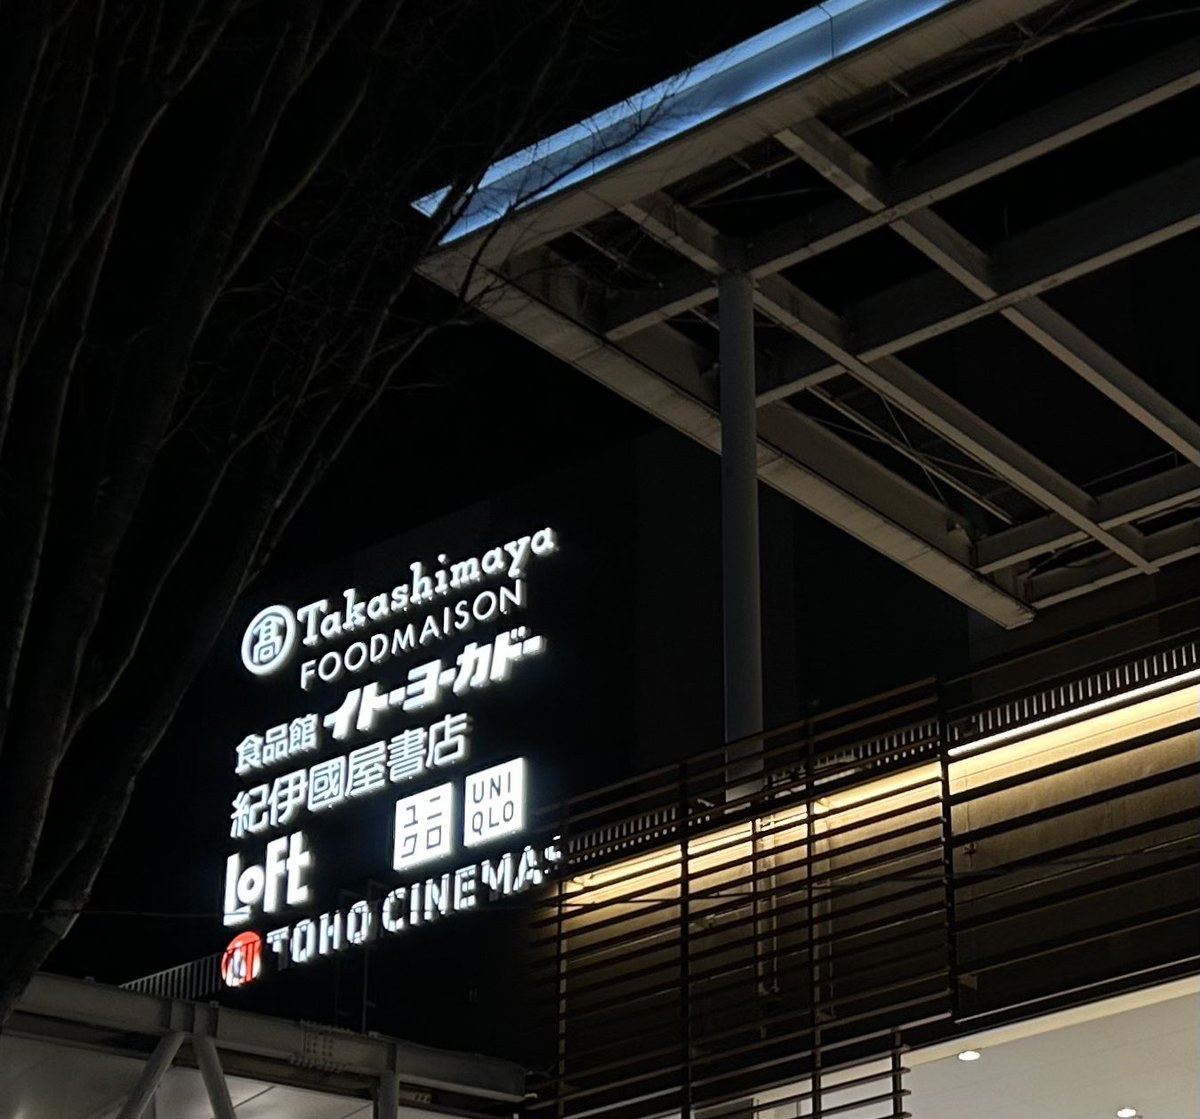 髙 Takashimaya
FOODMAISON
食品館 イトーヨーカドー
紀伊國屋書店
LoFt ユニクロ UNIQLO
TOHO CINEMAS